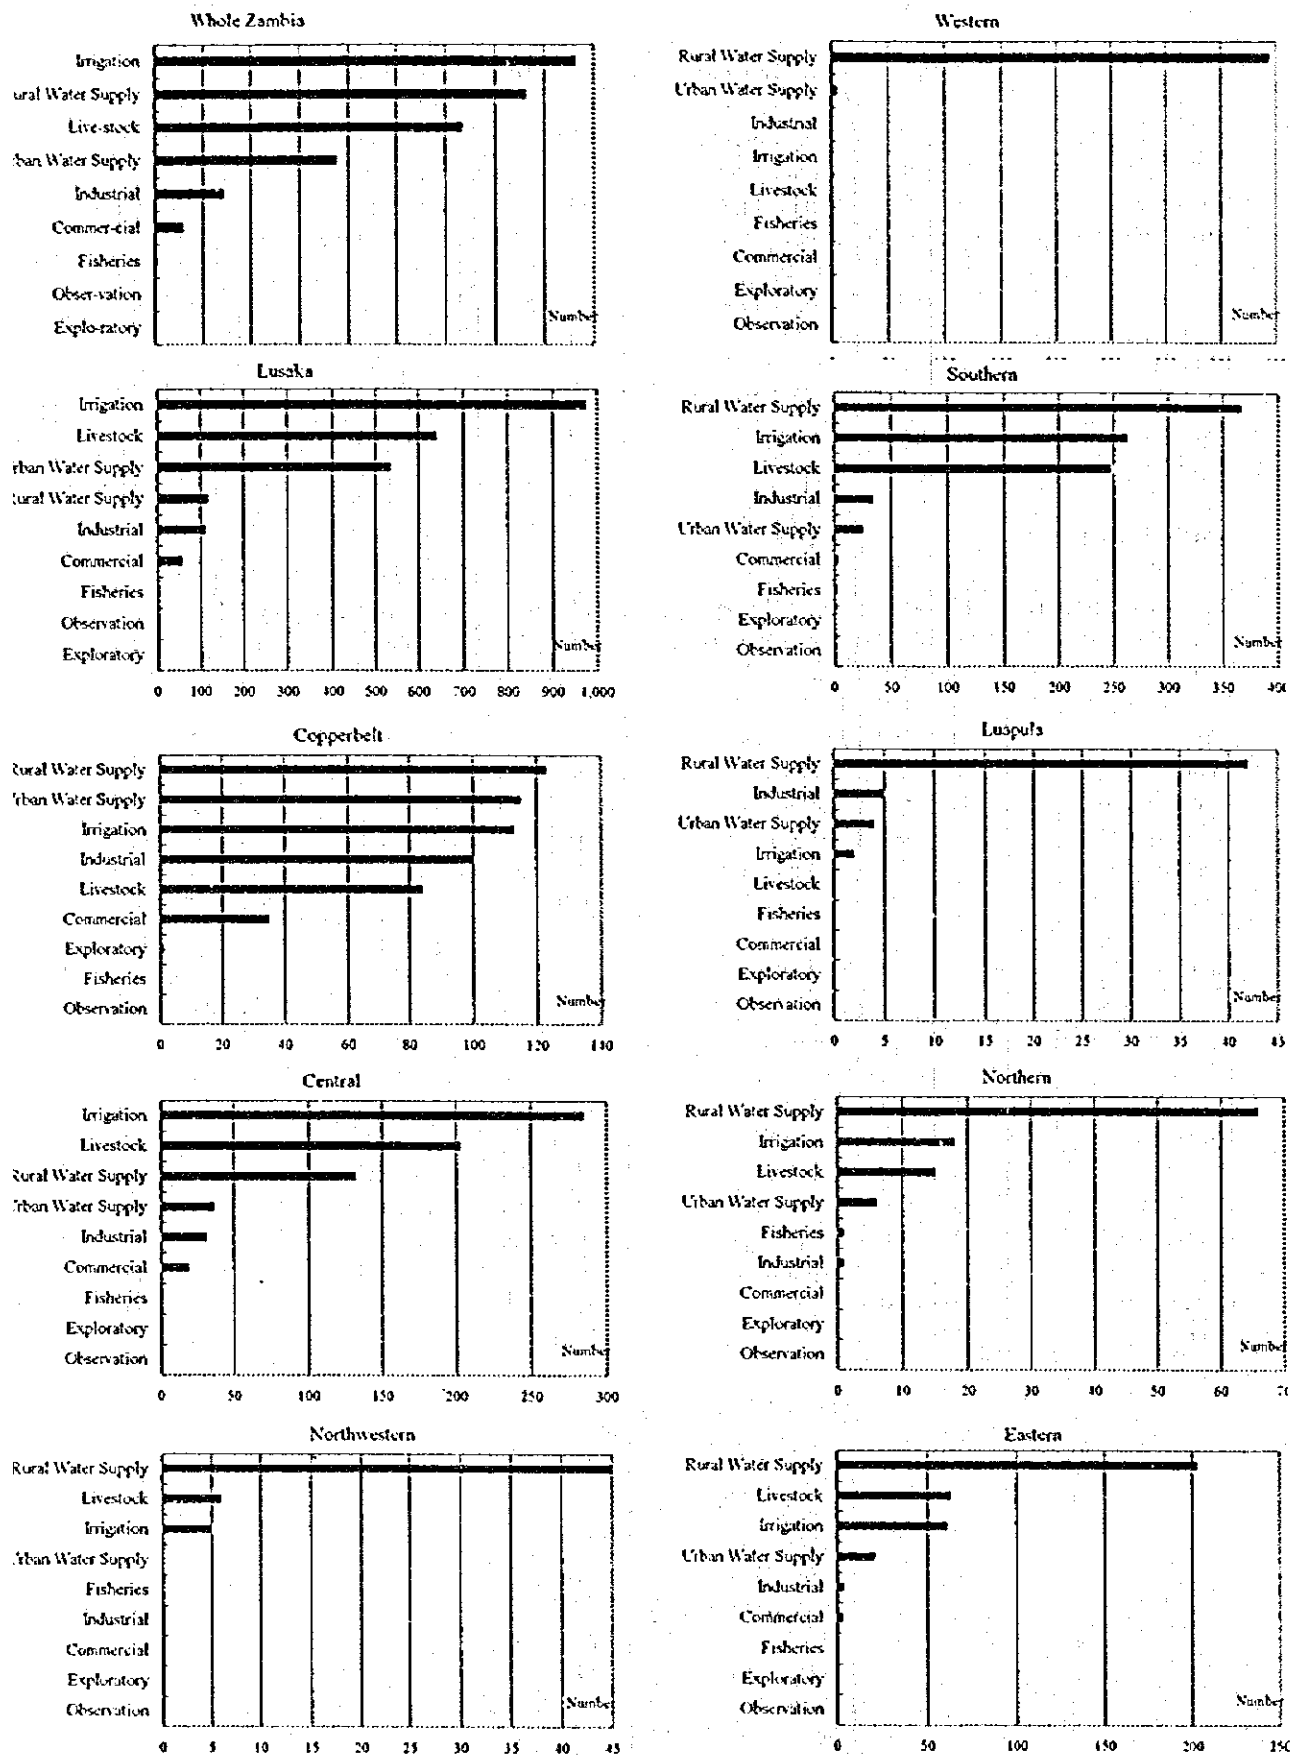 Whole Zambia
Irrigation
ural Water Supply
Live-stock
ban Water Supply
Industrial
Commer-cial
Fisheries
Obser-vation
Explo-ratory
Number
Western
Rural Water Supply
Urban Water Supply
Industrial
Irrigation
Livestock
Fisheries
Commercial
Exploratory
Observation
Number
Lusaka
Irrigation
Livestock
rban Water Supply
Rural Water Supply
Industrial
Commercial
Fisheries
Observation
Exploratory
Number
0 100 200 300 400 500 600 700 800 900 1,000
Southern
Rural Water Supply
Irrigation
Livestock
Industrial
Urban Water Supply
Commercial
Fisheries
Exploratory
Observation
Number
0 50 100 150 200 250 300 350 400
Copperbelt
Rural Water Supply
Urban Water Supply
Irrigation
Industrial
Livestock
Commercial
Exploratory
Fisheries
Observation
Number
0 20 40 60 80 100 120 140
Luapula
Rural Water Supply
Industrial
Urban Water Supply
Irrigation
Livestock
Fisheries
Commercial
Exploratory
Observation
Number
0 5 10 15 20 25 30 35 40 45
Central
Irrigation
Livestock
Rural Water Supply
Urban Water Supply
Industrial
Commercial
Fisheries
Exploratory
Observation
Number
0 50 100 150 200 250 300
Northern
Rural Water Supply
Irrigation
Livestock
Urban Water Supply
Fisheries
Industrial
Commercial
Exploratory
Observation
Number
0 10 20 30 40 50 60 70
Northwestern
Rural Water Supply
Livestock
Irrigation
Urban Water Supply
Fisheries
Industrial
Commercial
Exploratory
Observation
Number
0 5 10 15 20 25 30 35 40 45
Eastern
Rural Water Supply
Livestock
Irrigation
Urban Water Supply
Industrial
Commercial
Fisheries
Exploratory
Observation
Number
0 50 100 150 200 250